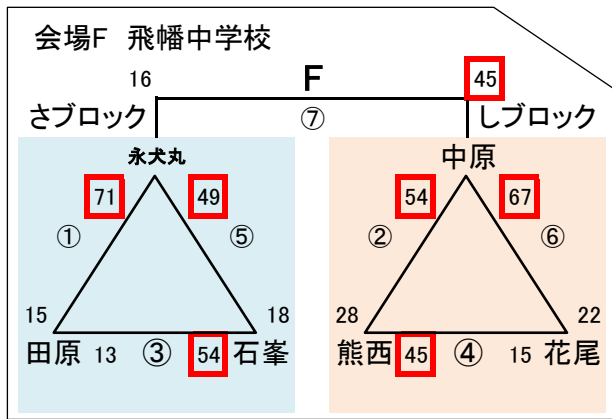 会場F 飛幡中学校
16 F 45
さブロック ⑦ しブロック
永犬丸 中原
71 49 54 67
① ⑤ ② ⑥
15 18 28 22
田原 13 ③ 54 石峯 熊西 45 ④ 15 花尾